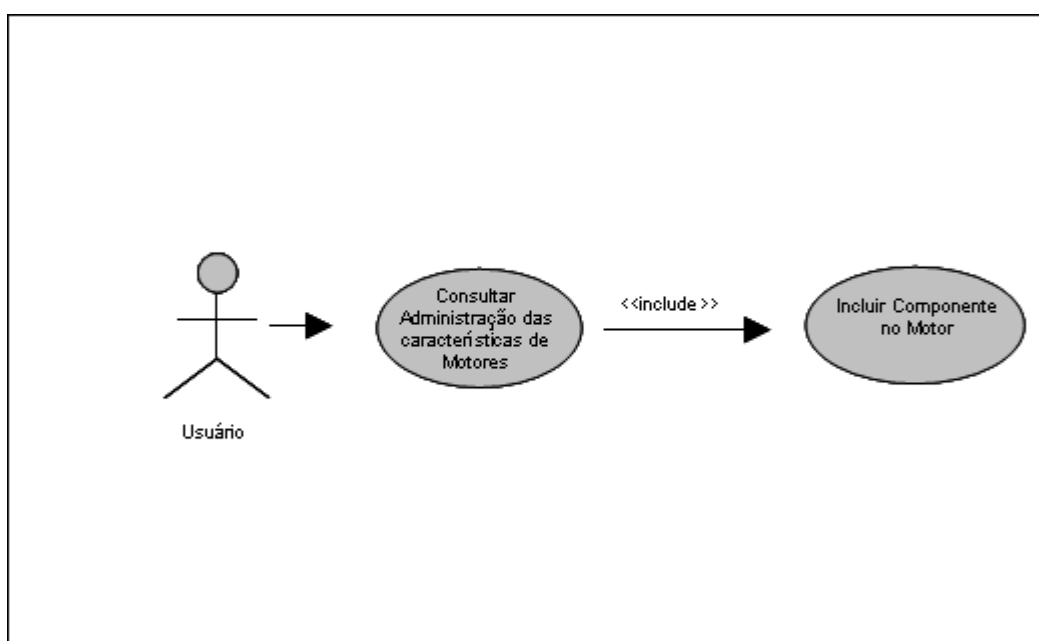 Consultar
Administração das
características de
Motores
<<include>>
Incluir Componente
no Motor
Usuário